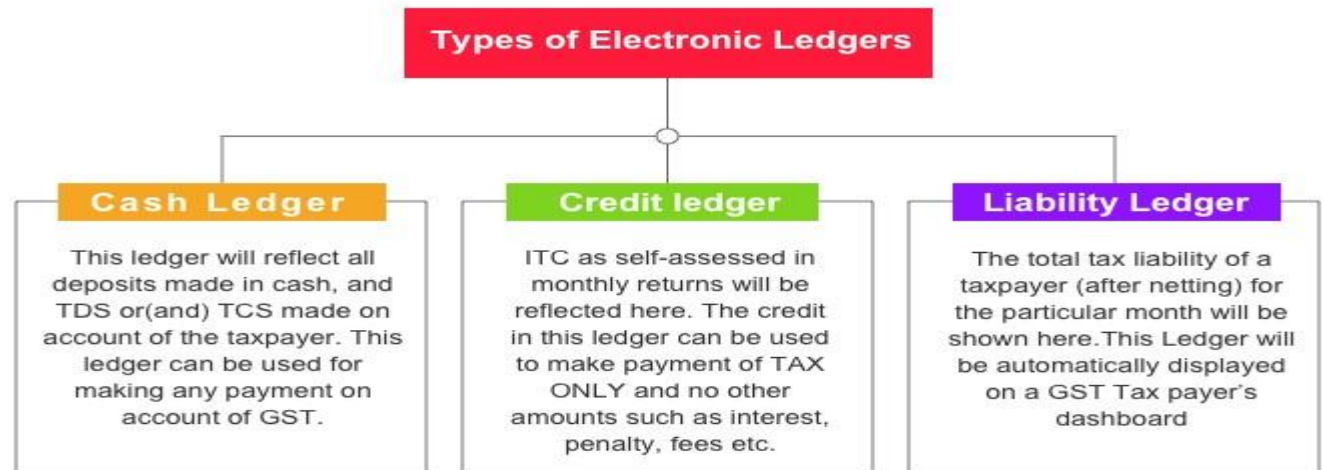 Types of Electronic Ledgers
Cash Ledger
This ledger will reflect all
deposits made in cash, and
TDS or(and) TCS made on
account of the taxpayer. This
ledger can be used for
making any payment on
account of GST.
Credit ledger
ITC as self-assessed in
monthly returns will be
reflected here. The credit
in this ledger can be used
to make payment of TAX
ONLY and no other
amounts such as interest,
penalty, fees etc.
Liability Ledger
The total tax liability of a
taxpayer (after netting) for
the particular month will be
shown here.This Ledger will
be automatically displayed
on a GST Tax payer's
dashboard